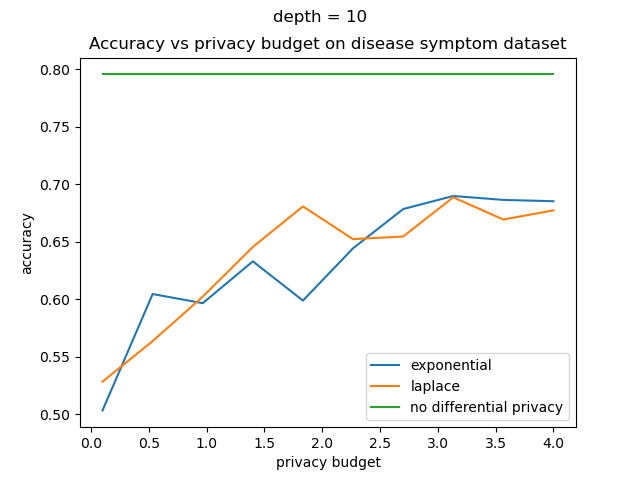 depth = 10
Accuracy vs privacy budget on disease symptom dataset
0.80
0.75
0.70
0.65
0.60
0.55
0.50
accuracy
exponential
laplace
no differential privacy
0.0 0.5 1.0 1.5 2.0 2.5 3.0 3.5 4.0
privacy budget